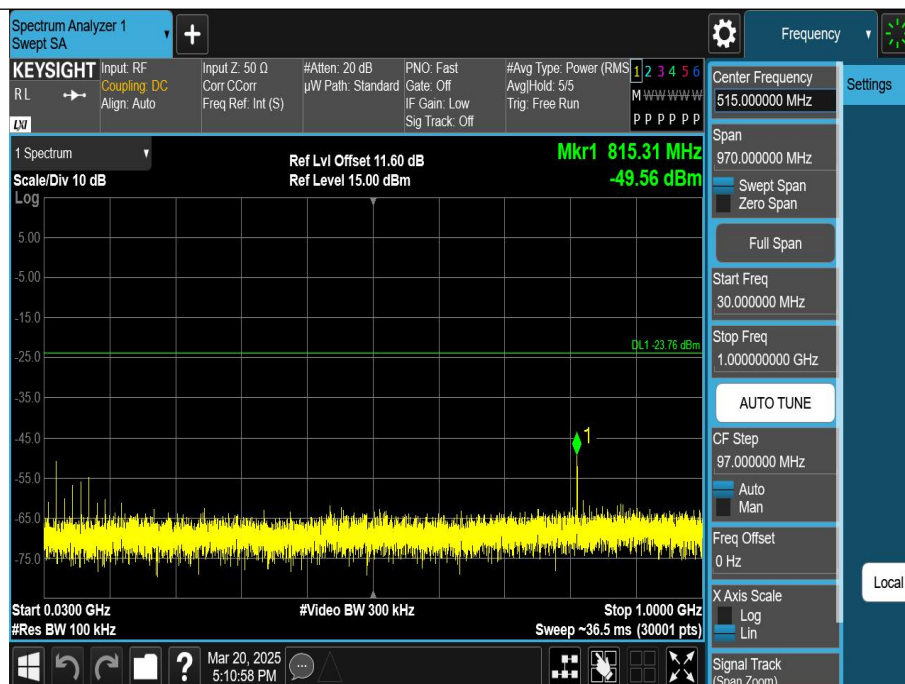 Spectrum Analyzer 1
Swept SA
+
Frequency
KEYSIGHT
RL
LXI
Input: RF
Coupling: DC
Align: Auto
Input Z: 50 Ω
Corr CCorr
Freq Ref: Int (S)
#Atten: 20 dB
µW Path: Standard
PNO: Fast
Gate: Off
IF Gain: Low
Sig Track: Off
#Avg Type: Power (RMS
Avg|Hold: 5/5
Trig: Free Run
1 2 3 4 5 6
M W W W W W
P P P P P P
1 Spectrum
Scale/Div 10 dB
Log
Ref Lvl Offset 11.60 dB
Ref Level 15.00 dBm
Mkr1 815.31 MHz
-49.56 dBm
5.00
-5.00
-15.0
DL1 -23.76 dBm
-25.0
-35.0
-45.0
1
-55.0
-65.0
-75.0
Start 0.0300 GHz
#Res BW 100 kHz
#Video BW 300 kHz
Stop 1.0000 GHz
Sweep ~36.5 ms (30001 pts)
Mar 20, 2025
5:10:58 PM
?
Center Frequency
515.000000 MHz
Span
970.000000 MHz
Swept Span
Zero Span
Full Span
Start Freq
30.000000 MHz
Stop Freq
1.000000000 GHz
AUTO TUNE
CF Step
97.000000 MHz
Auto
Man
Freq Offset
0 Hz
X Axis Scale
Log
Lin
Signal Track
(Span Zoom)
Settings
Local